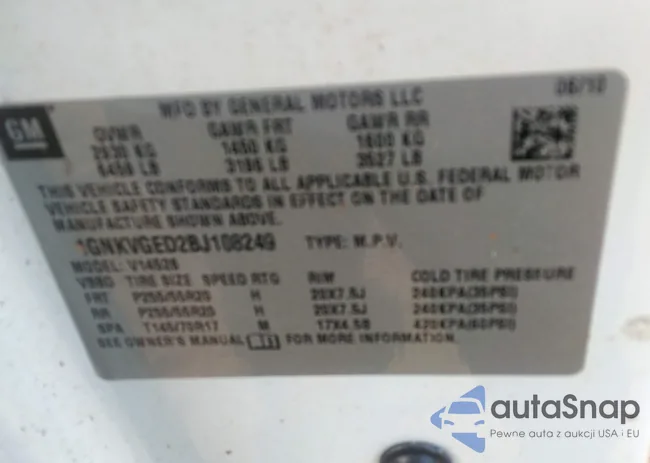 MFD BY GENERAL MOTORS LLC 06/10
GM
GVWR GAWR FRT GAWR RR
2930 KG 1450 KG 1600 KG
6459 LB 3196 LB 3527 LB
THIS VEHICLE CONFORMS TO ALL APPLICABLE U.S. FEDERAL MOTOR
VEHICLE SAFETY STANDARDS IN EFFECT ON THE DATE OF
MANUFACTURE SHOWN ABOVE.
1GNKVGED2BJ108249 TYPE: M.P.V.
MODEL: V14526
TIRE SIZE SPEED RTG RIM COLD TIRE PRESSURE
FRT P255/55R20 H 20X7.5J 240KPA(35PSI)
RR P255/55R20 H 20X7.5J 240KPA(35PSI)
SPA T145/70R17 M 17X4.5B 420KPA(60PSI)
SEE OWNER'S MANUAL FOR MORE INFORMATION.
autaSnap
Pewne auta z aukcji USA i EU